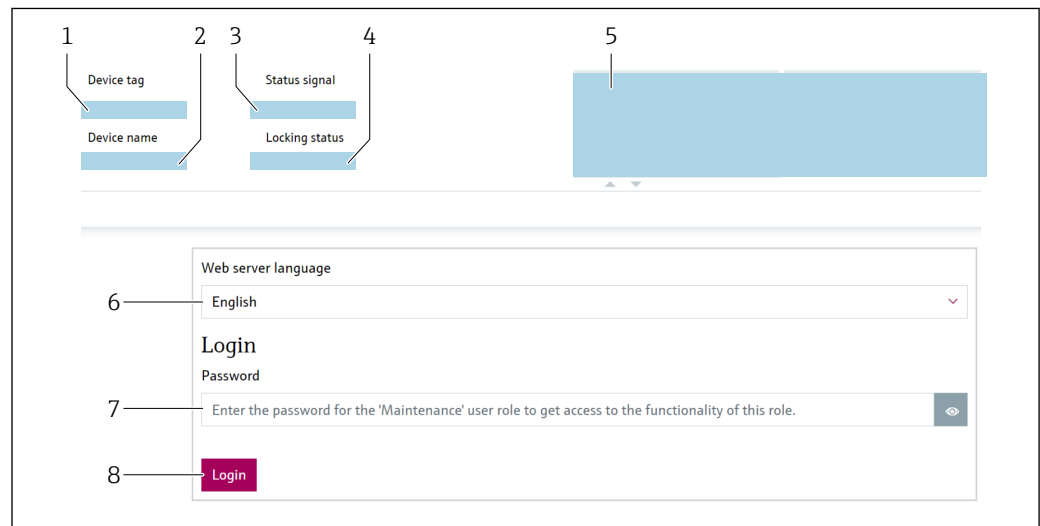 1 2 3 4 5
Device tag Status signal
Device name Locking status
Web server language
6 English
Login
Password
7 Enter the password for the 'Maintenance' user role to get access to the functionality of this role.
8 Login